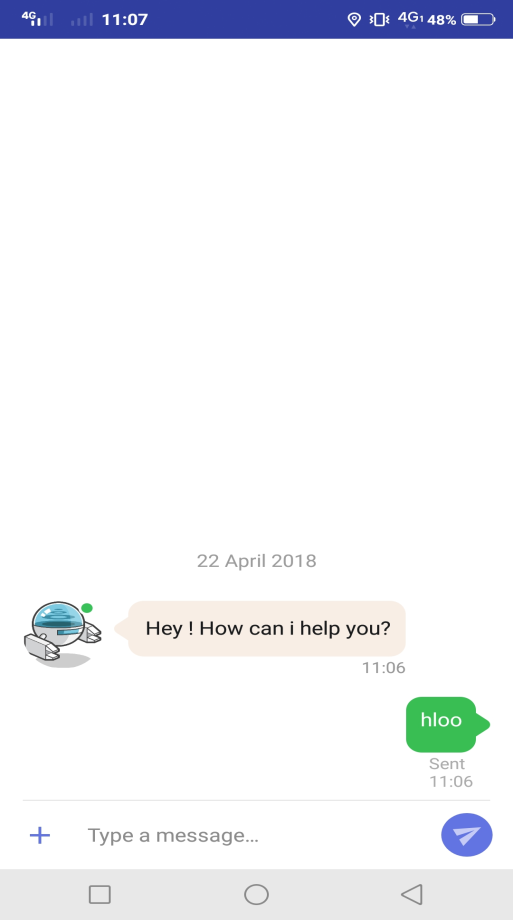 4G 11:07 4G1 48%
22 April 2018
Hey ! How can i help you?
11:06
hloo
Sent
11:06
Type a message...